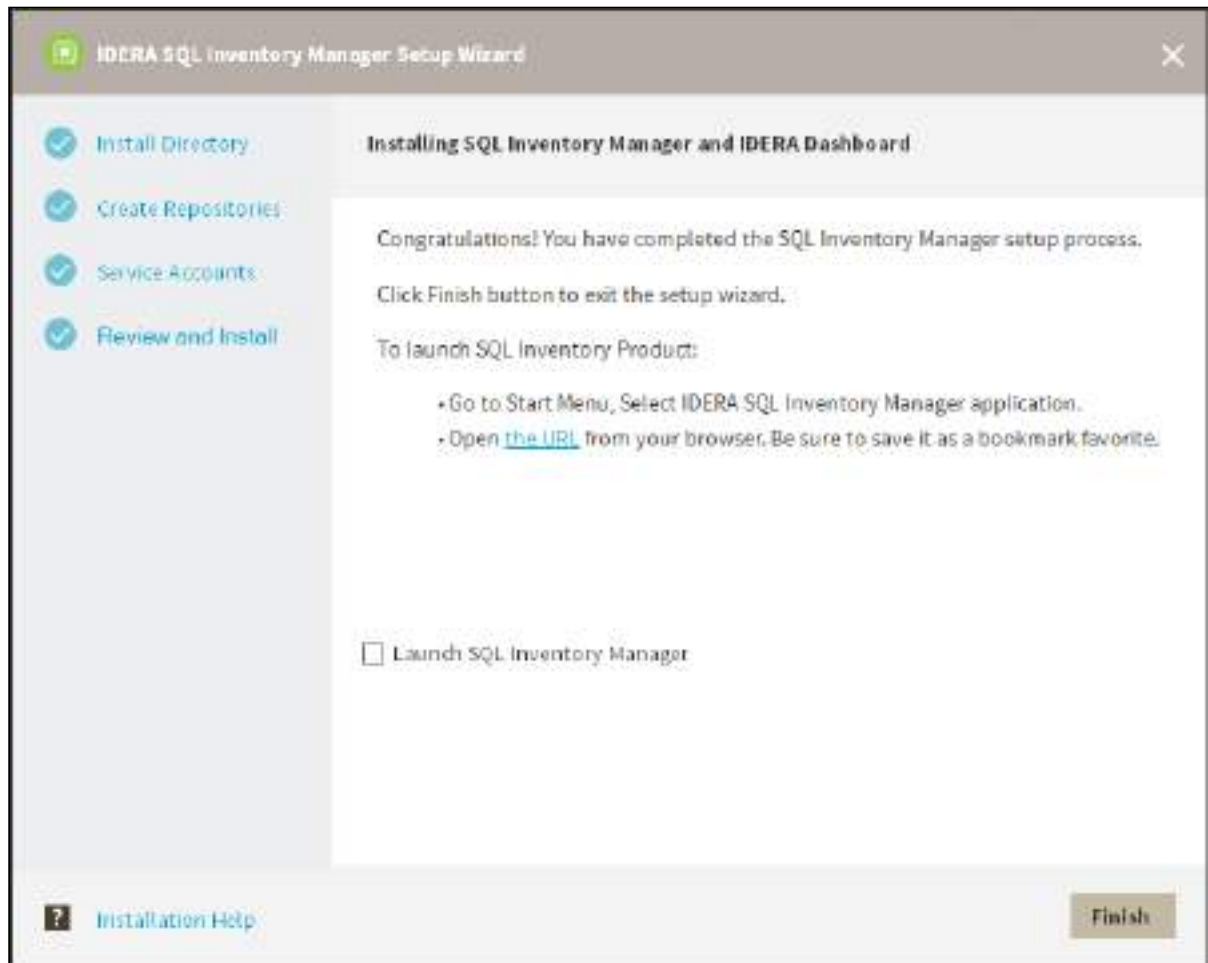 IDERA SQL Inventory Manager Setup Wizard
Install Directory
Create Repositories
Service Accounts
Review and Install
Installing SQL Inventory Manager and IDERA Dashboard
Congratulations! You have completed the SQL Inventory Manager setup process.
Click Finish button to exit the setup wizard.
To launch SQL Inventory Product:
• Go to Start Menu, Select IDERA SQL Inventory Manager application.
• Open the URL from your browser. Be sure to save it as a bookmark favorite.
Launch SQL Inventory Manager
? Installation Help
Finish